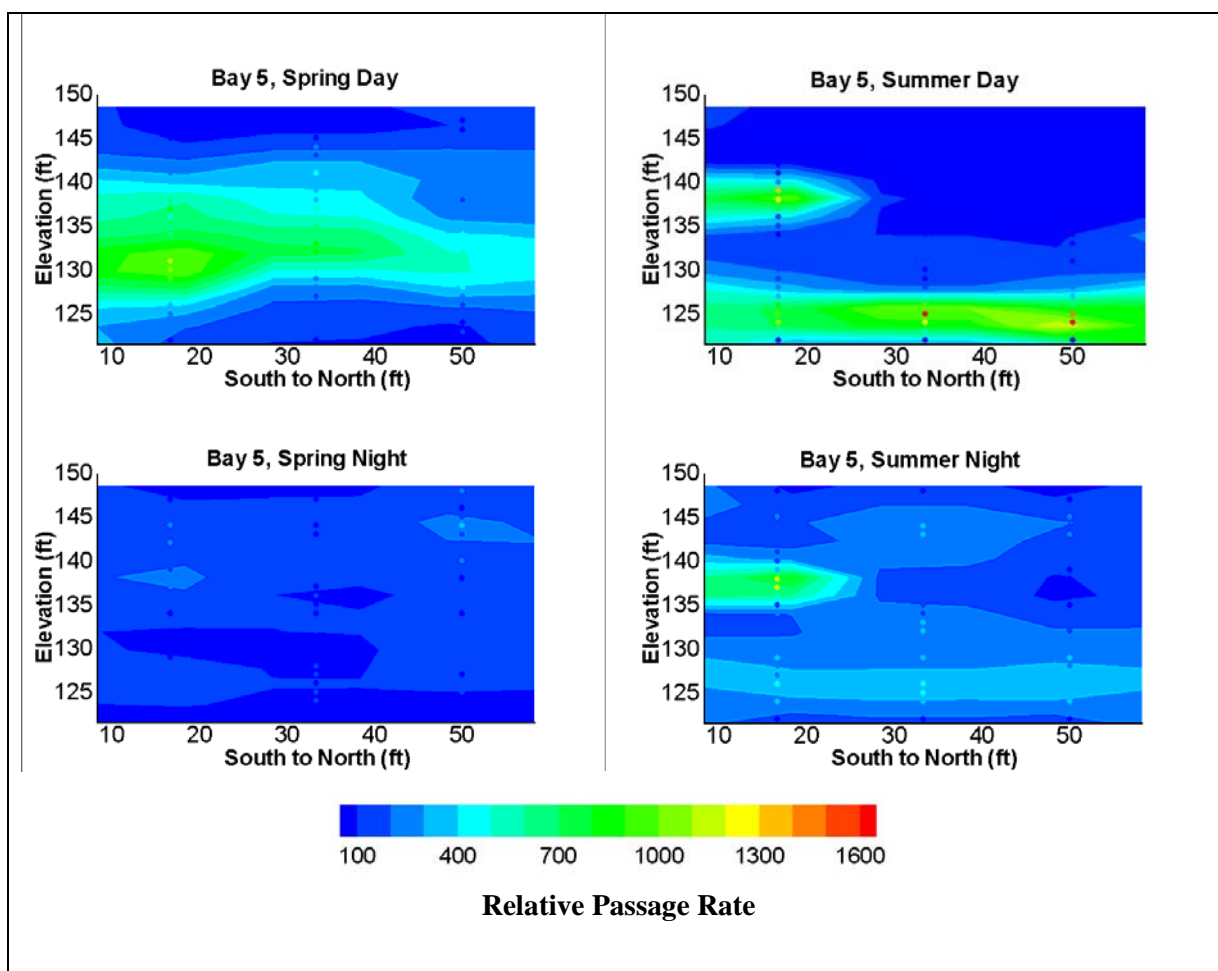 Bay 5, Spring Day
150
145
140
135
130
125
Elevation (ft)
10 20 30 40 50
South to North (ft)
Bay 5, Summer Day
150
145
140
135
130
125
Elevation (ft)
10 20 30 40 50
South to North (ft)
Bay 5, Spring Night
150
145
140
135
130
125
Elevation (ft)
10 20 30 40 50
South to North (ft)
Bay 5, Summer Night
150
145
140
135
130
125
Elevation (ft)
10 20 30 40 50
South to North (ft)
100 400 700 1000 1300 1600
Relative Passage Rate